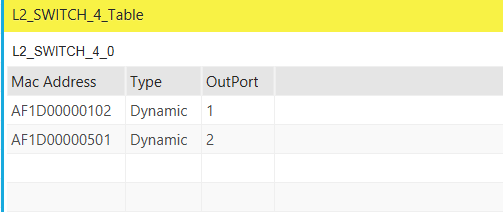 L2_SWITCH_4_Table
L2_SWITCH_4_0
Mac Address Type OutPort
AF1D00000102 Dynamic 1
AF1D00000501 Dynamic 2